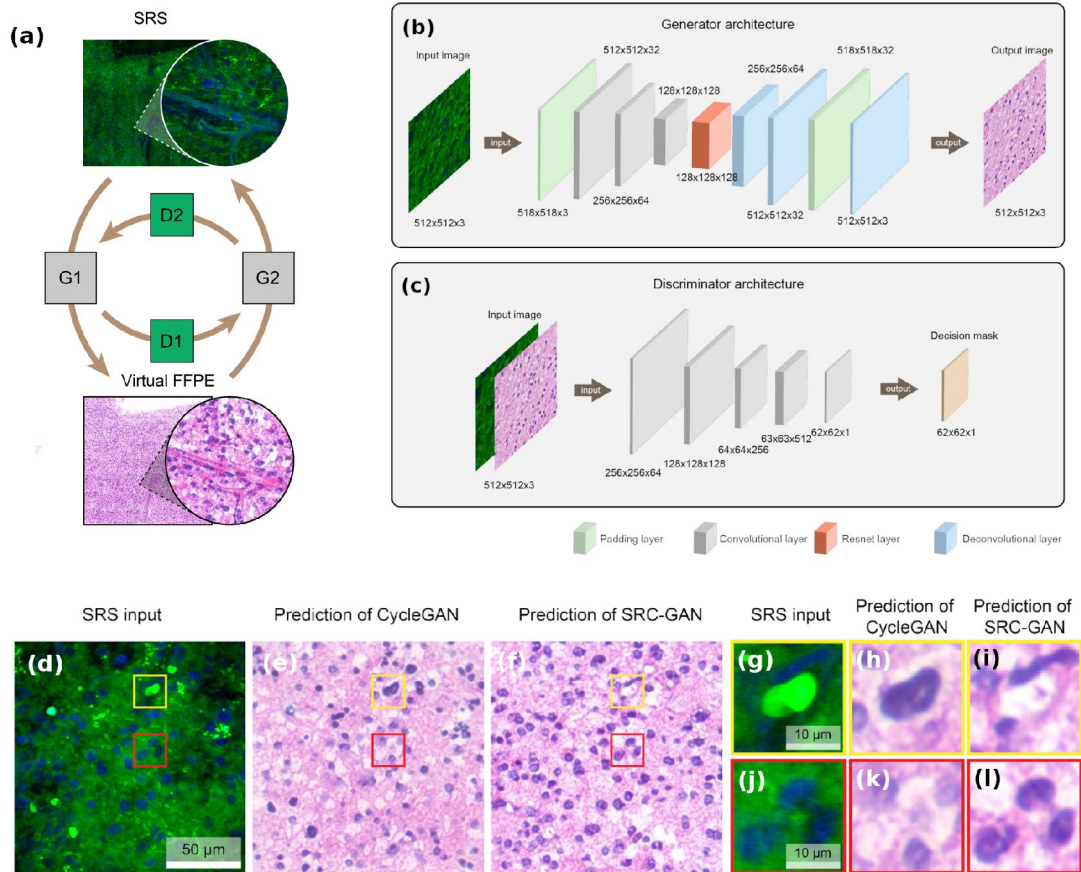 (a)
SRS
D2
G1
G2
D1
Virtual FFPE
(b)
Generator architecture
Input image
512x512x32
518x518x32
Output image
256x256x64
128x128x128
input
output
128x128x128
518x518x3
256x256x64
512x512x32
512x512x3
512x512x3
512x512x3
(c)
Discriminator architecture
Input image
Decision mask
input
output
62x62x1
63x63x512
64x64x256
128x128x128
256x256x64
512x512x3
62x62x1
Padding layer
Convolutional layer
Resnet layer
Deconvolutional layer
SRS input
Prediction of CycleGAN
Prediction of SRC-GAN
SRS input
Prediction of
CycleGAN
Prediction of
SRC-GAN
(d)
(e)
(f)
(g)
(h)
(i)
10 μm
(j)
(k)
(l)
50 μm
10 μm